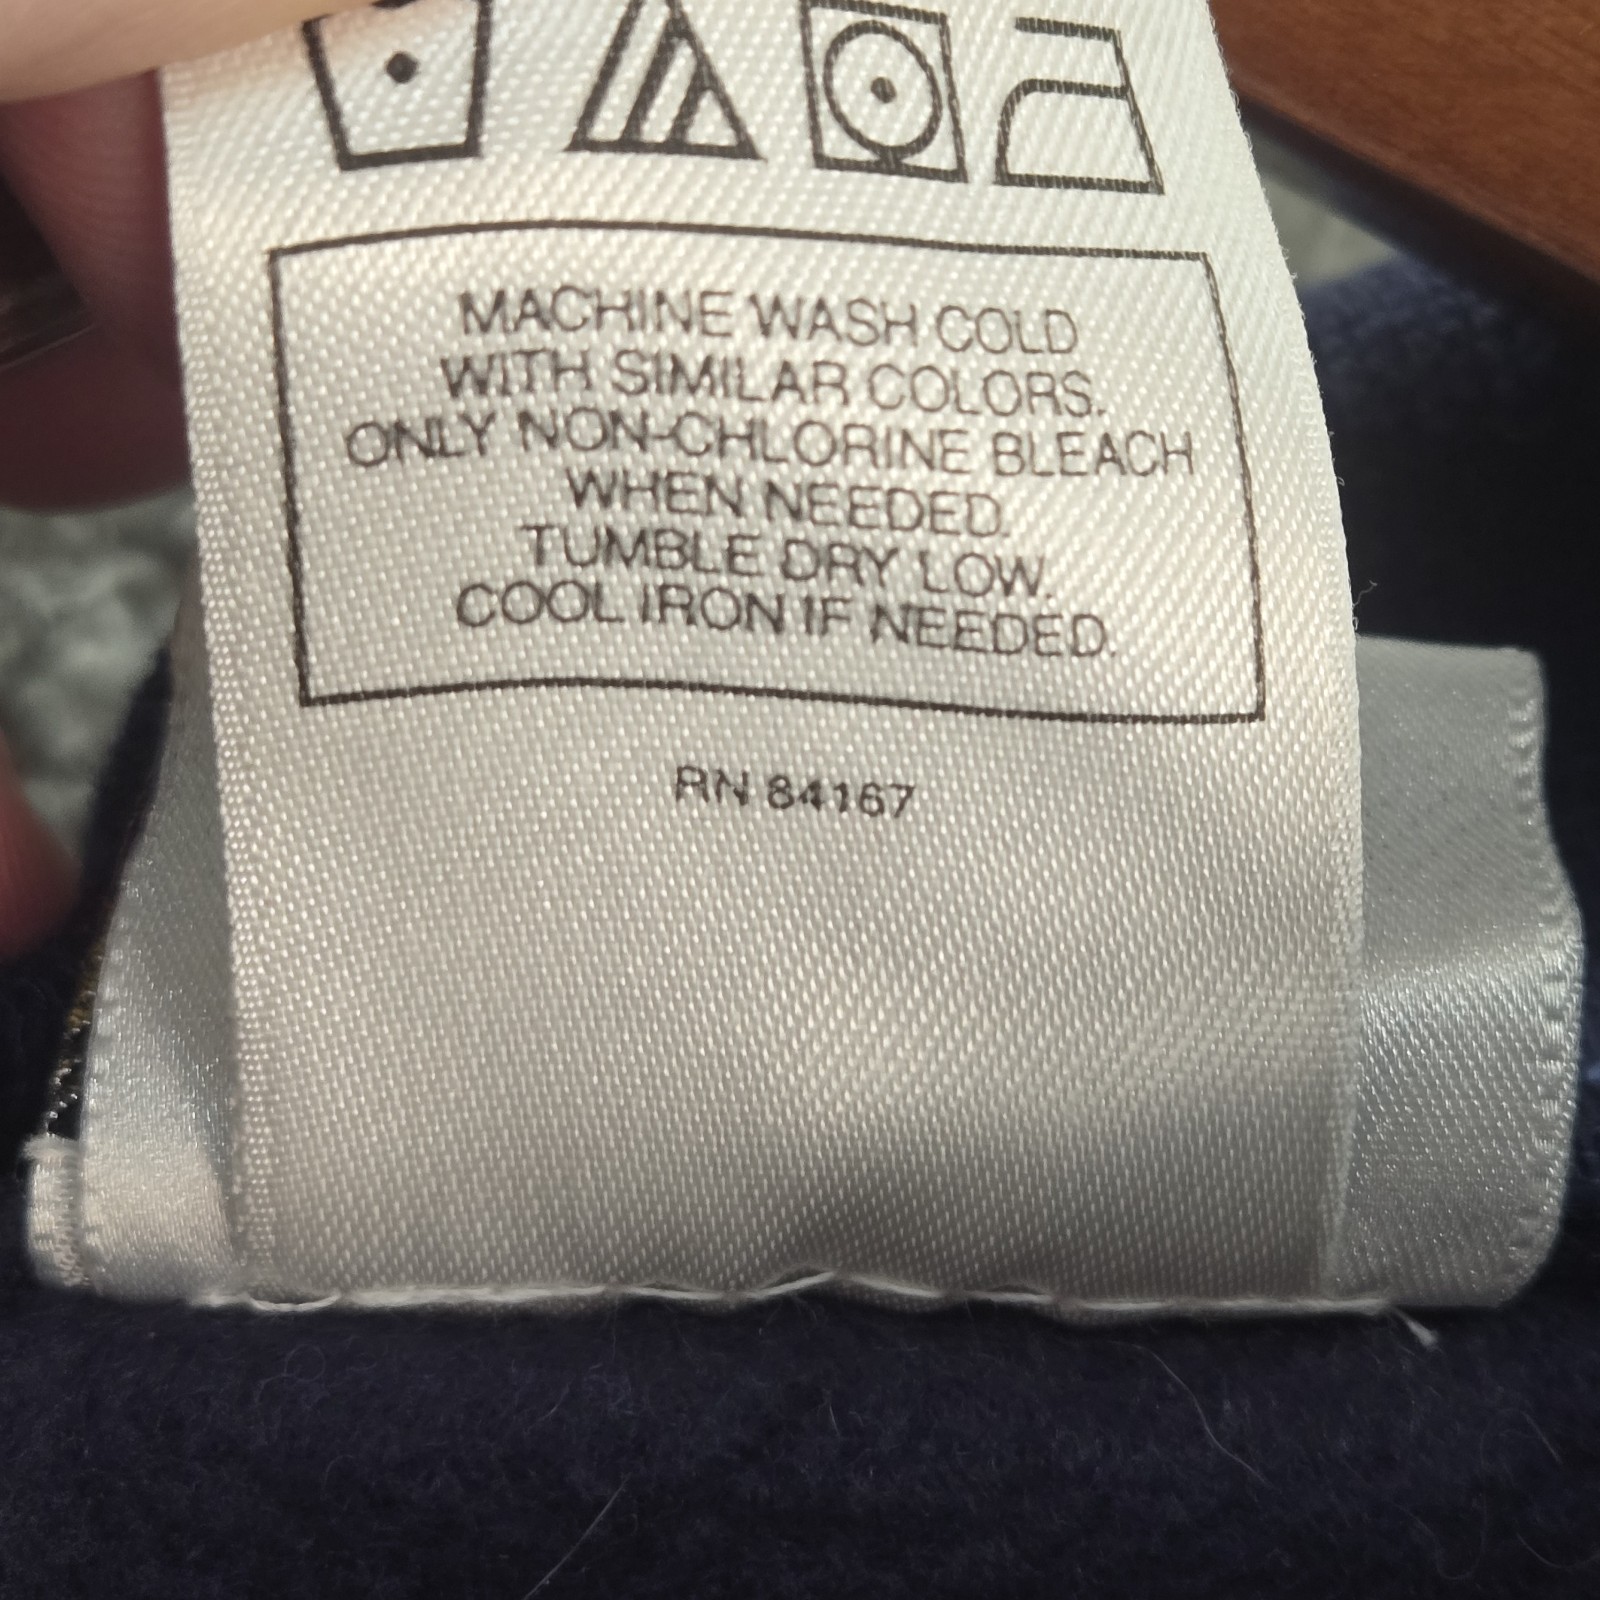 MACHINE WASH COLD
WITH SIMILAR COLORS.
ONLY NON-CHLORINE BLEACH
WHEN NEEDED.
TUMBLE DRY LOW.
COOL IRON IF NEEDED.
RN 84167